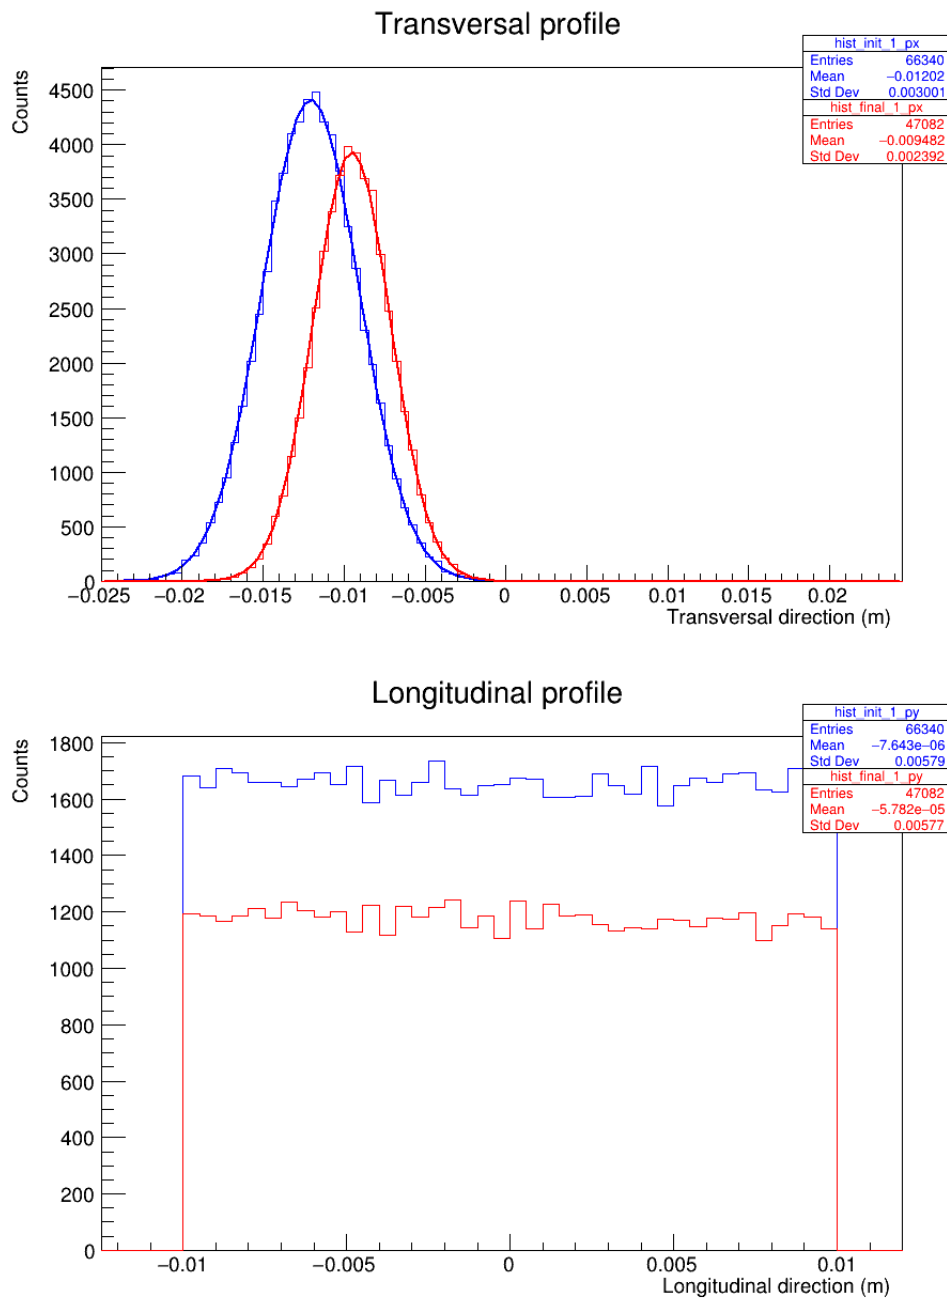 Transversal profile
hist_init_1_px
Entries 66340
Mean −0.01202
Std Dev 0.003001
hist_final_1_px
Entries 47082
Mean −0.009482
Std Dev 0.002392
Counts
4500
4000
3500
3000
2500
2000
1500
1000
500
0
−0.025 −0.02 −0.015 −0.01 −0.005 0 0.005 0.01 0.015 0.02
Transversal direction (m)
Longitudinal profile
hist_init_1_py
Entries 66340
Mean −7.643e−06
Std Dev 0.00579
hist_final_1_py
Entries 47082
Mean −5.782e−05
Std Dev 0.00577
Counts
1800
1600
1400
1200
1000
800
600
400
200
0
−0.01 −0.005 0 0.005 0.01
Longitudinal direction (m)